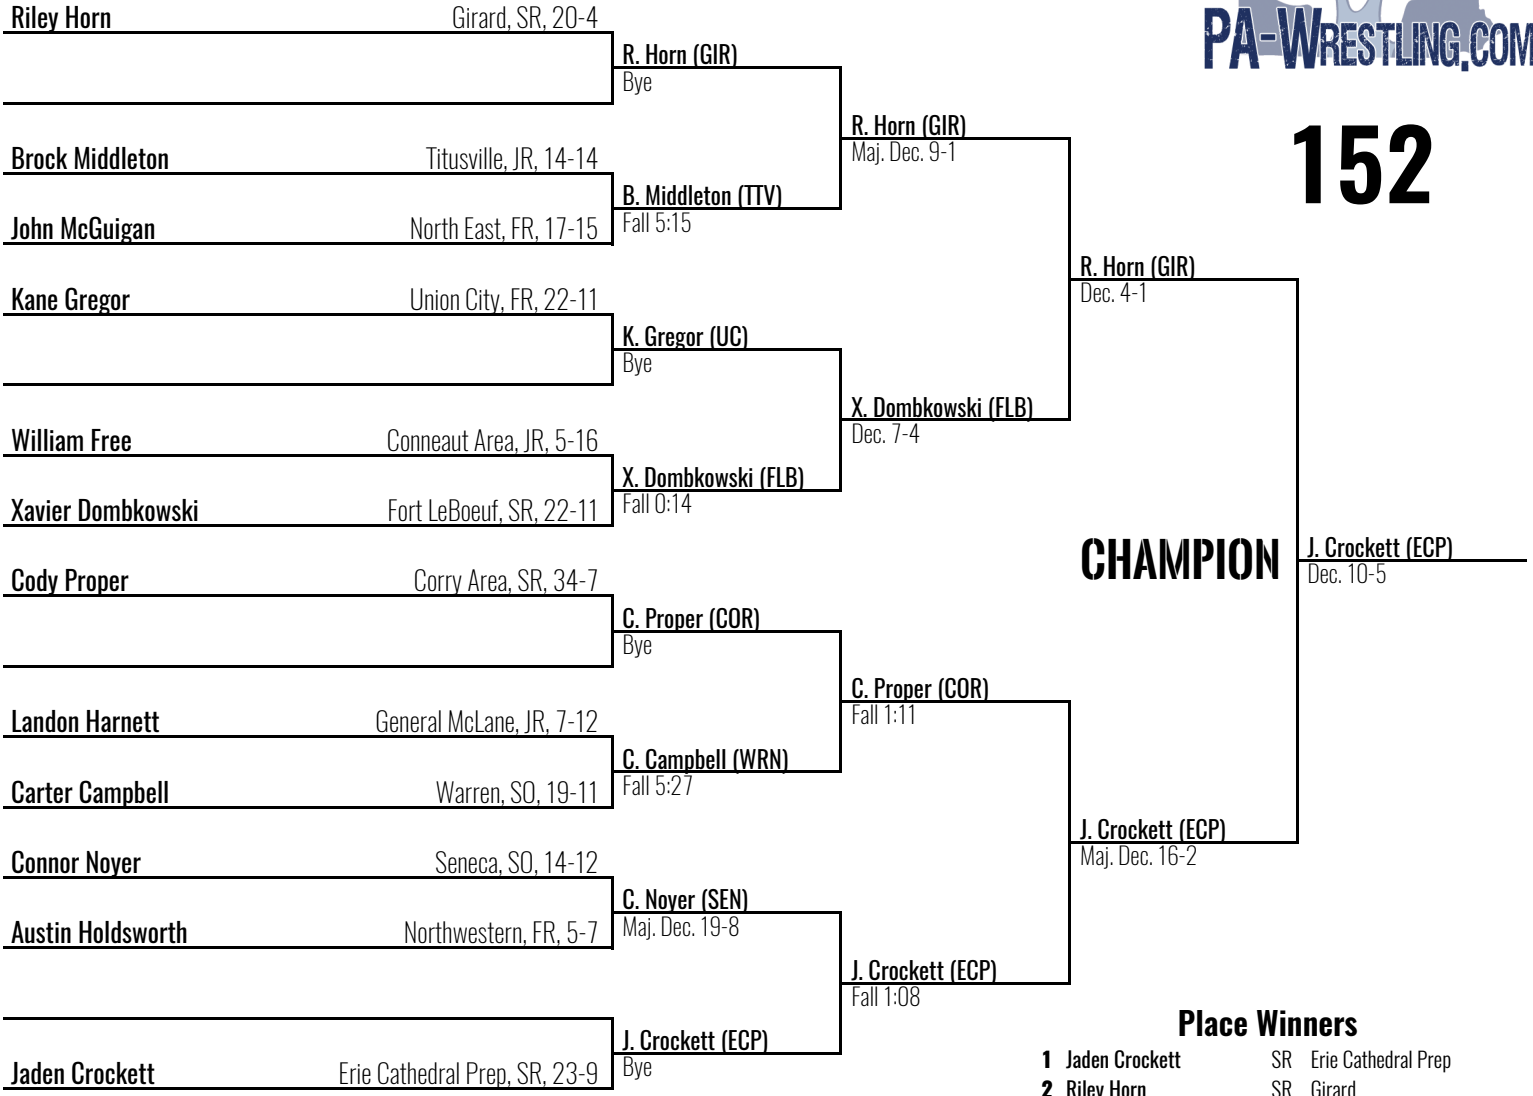 PA-WRESTLING.COM
152
Riley Horn Girard, SR, 20-4
R. Horn (GIR)
Bye
R. Horn (GIR)
Maj. Dec. 9-1
Brock Middleton Titusville, JR, 14-14
B. Middleton (TTV)
Fall 5:15
John McGuigan North East, FR, 17-15
R. Horn (GIR)
Dec. 4-1
Kane Gregor Union City, FR, 22-11
K. Gregor (UC)
Bye
X. Dombkowski (FLB)
Dec. 7-4
William Free Conneaut Area, JR, 5-16
X. Dombkowski (FLB)
Fall 0:14
Xavier Dombkowski Fort LeBoeuf, SR, 22-11
CHAMPION
J. Crockett (ECP)
Dec. 10-5
Cody Proper Corry Area, SR, 34-7
C. Proper (COR)
Bye
C. Proper (COR)
Fall 1:11
Landon Harnett General McLane, JR, 7-12
C. Campbell (WRN)
Fall 5:27
Carter Campbell Warren, SO, 19-11
J. Crockett (ECP)
Maj. Dec. 16-2
Connor Noyer Seneca, SO, 14-12
C. Noyer (SEN)
Maj. Dec. 19-8
Austin Holdsworth Northwestern, FR, 5-7
J. Crockett (ECP)
Fall 1:08
J. Crockett (ECP)
Bye
Jaden Crockett Erie Cathedral Prep, SR, 23-9
Place Winners
1 Jaden Crockett SR Erie Cathedral Prep
2 Riley Horn SR Girard